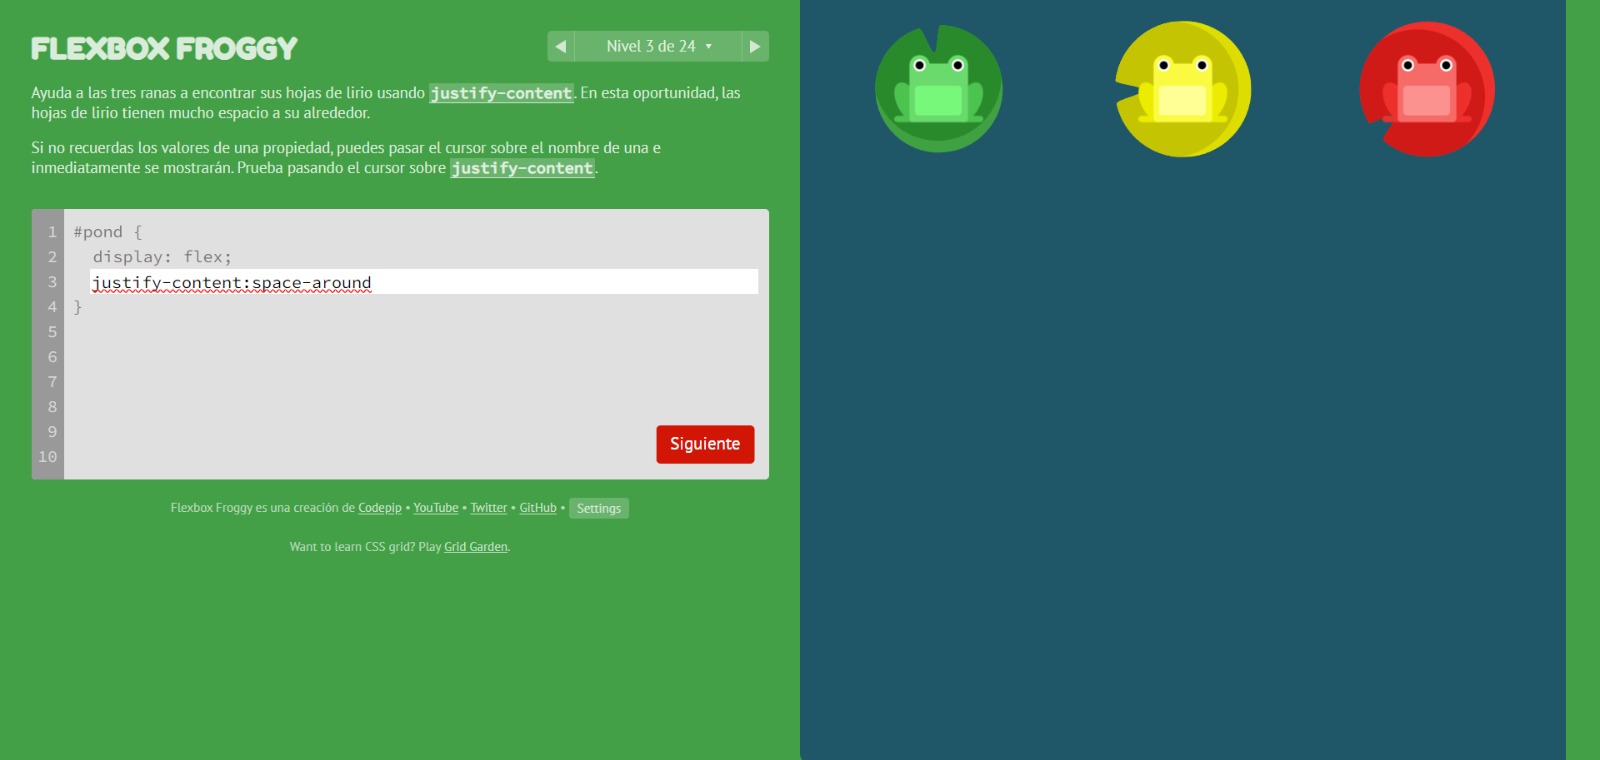 FLEXBOX FROGGY
◀ Nivel 3 de 24 ▾ ▶
Ayuda a las tres ranas a encontrar sus hojas de lirio usando justify-content. En esta oportunidad, las
hojas de lirio tienen mucho espacio a su alrededor.
Si no recuerdas los valores de una propiedad, puedes pasar el cursor sobre el nombre de una e
inmediatamente se mostrarán. Prueba pasando el cursor sobre justify-content.
1 #pond {
2 display: flex;
3 justify-content:space-around
4 }
5
6
7
8
9
10
Siguiente
Flexbox Froggy es una creación de Codepip • YouTube • Twitter • GitHub • Settings
Want to learn CSS grid? Play Grid Garden.